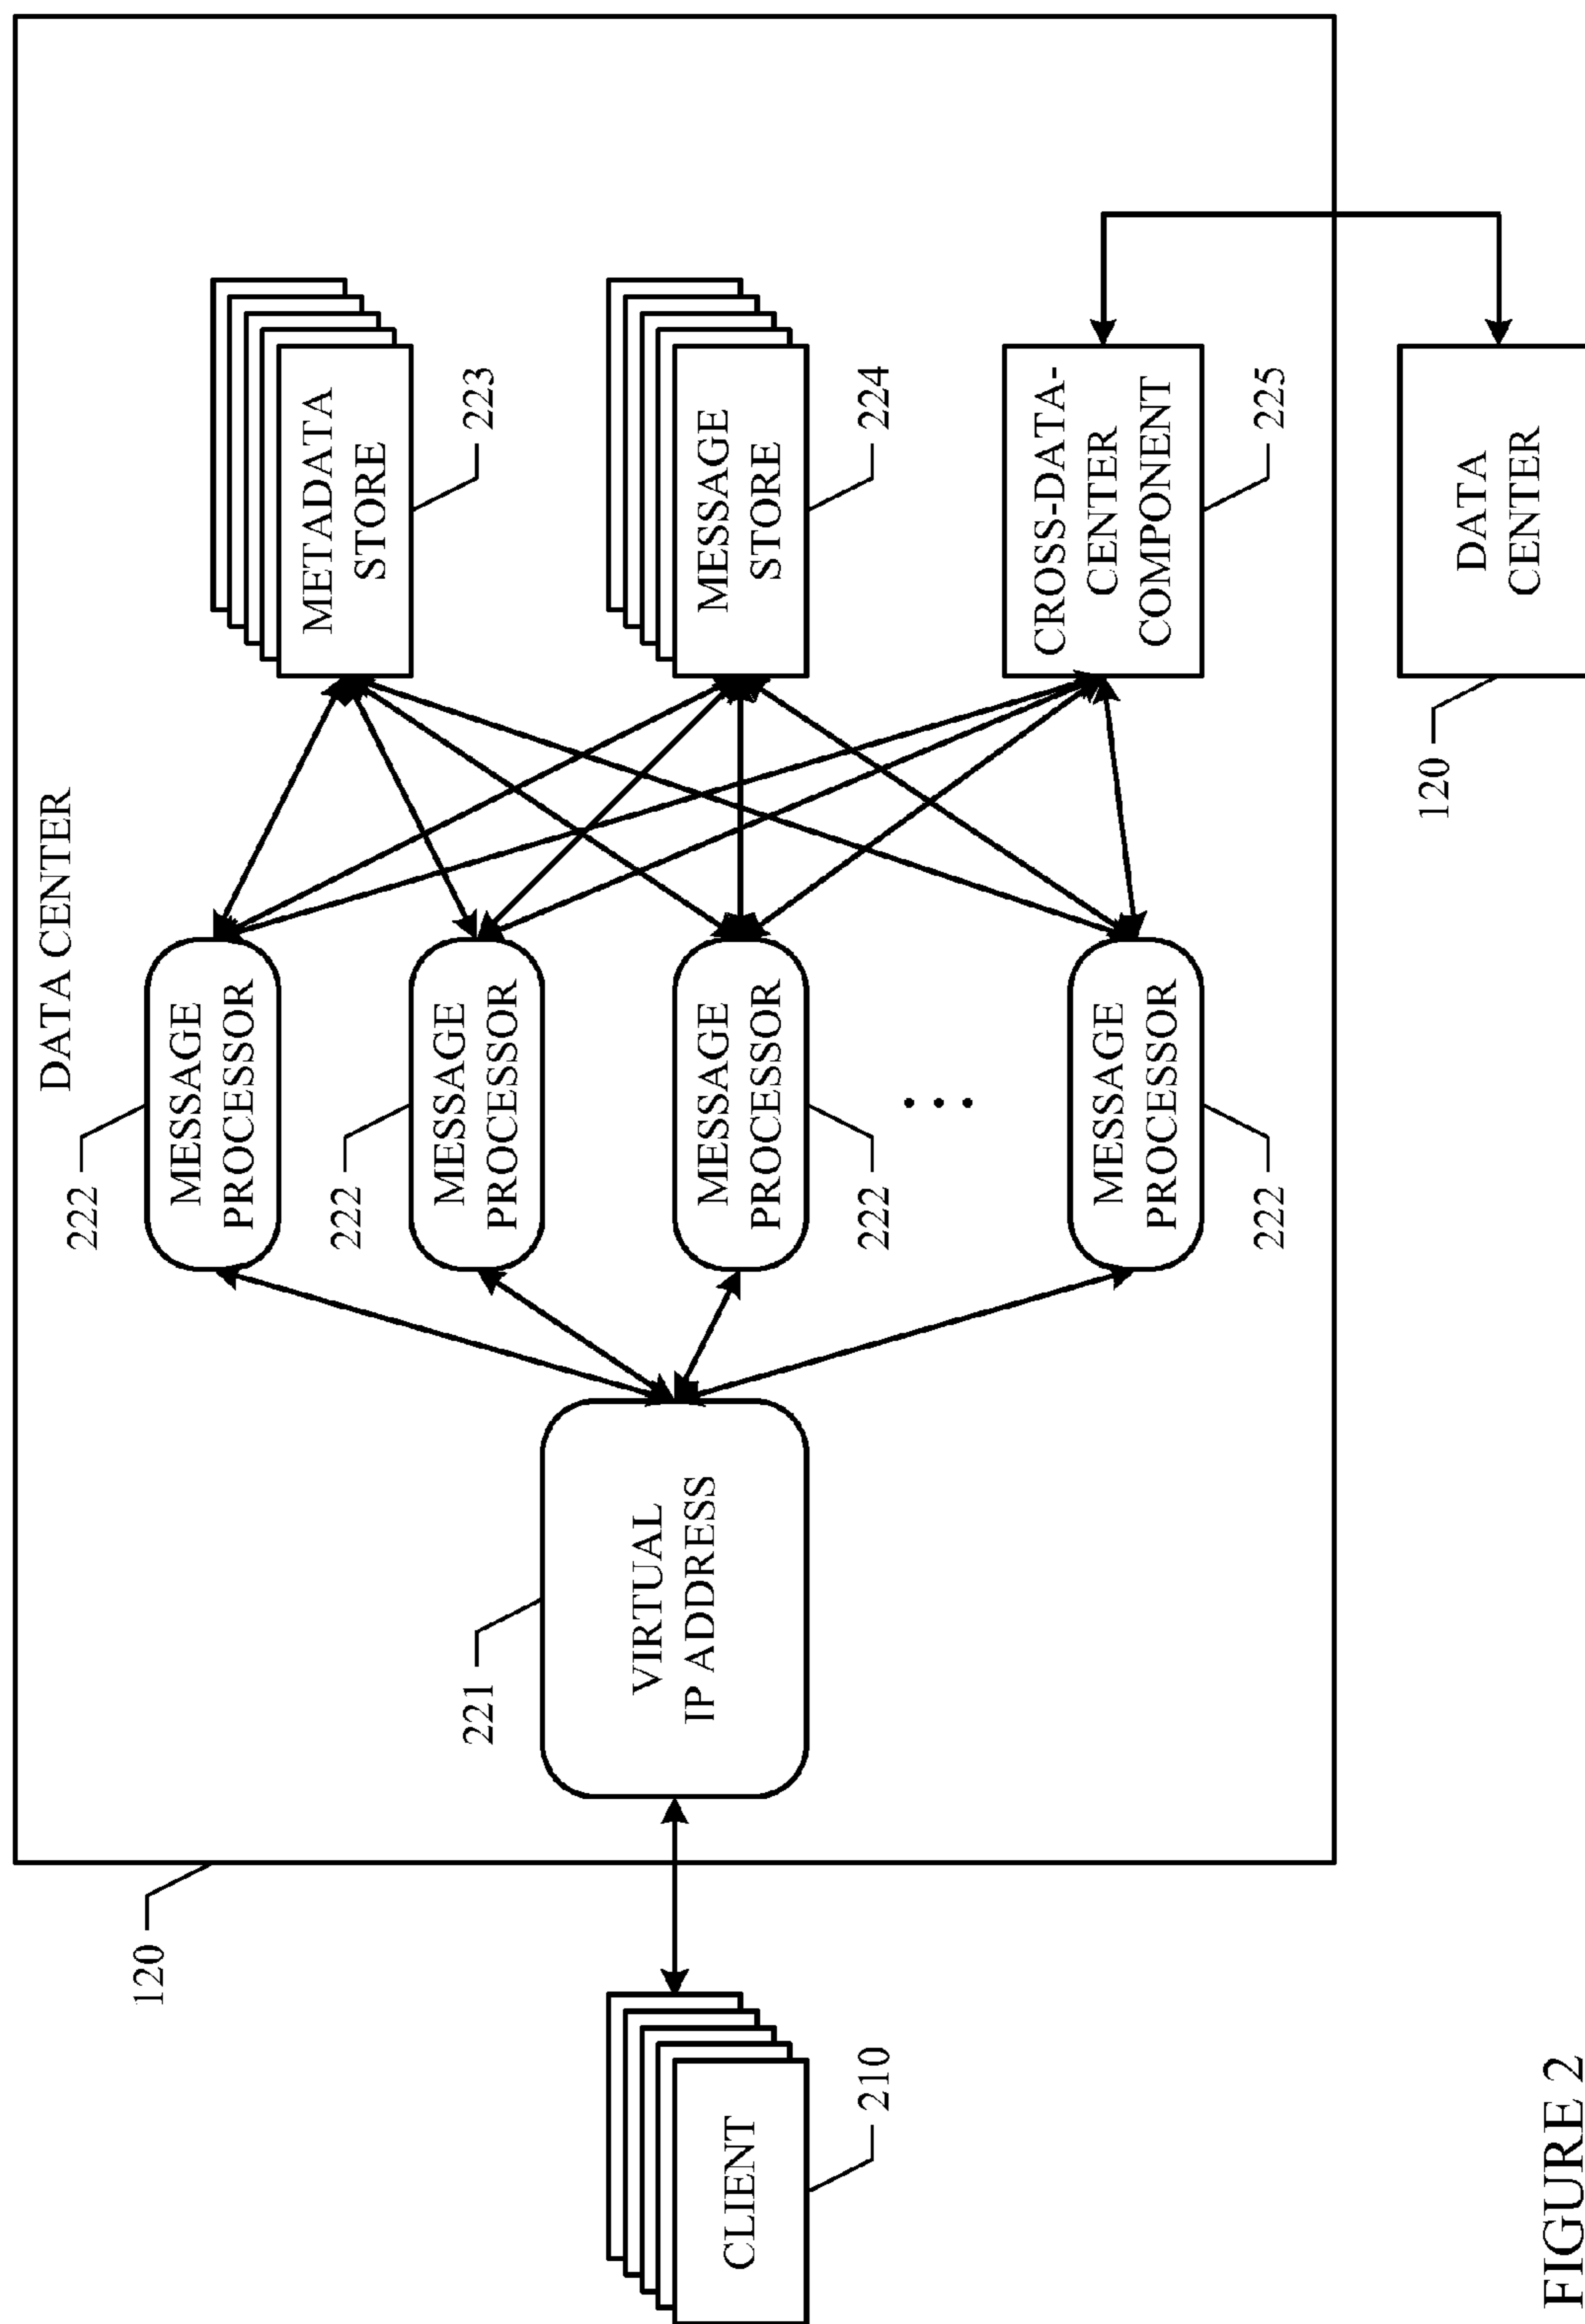 DATA CENTER
120
222
MESSAGE
PROCESSOR
METADATA
STORE
223
222
MESSAGE
PROCESSOR
221
VIRTUAL
IP ADDRESS
MESSAGE
PROCESSOR
222
MESSAGE
STORE
224
CLIENT
210
• • •
MESSAGE
PROCESSOR
222
CROSS-DATA-
CENTER
COMPONENT
225
120
DATA
CENTER
FIGURE 2